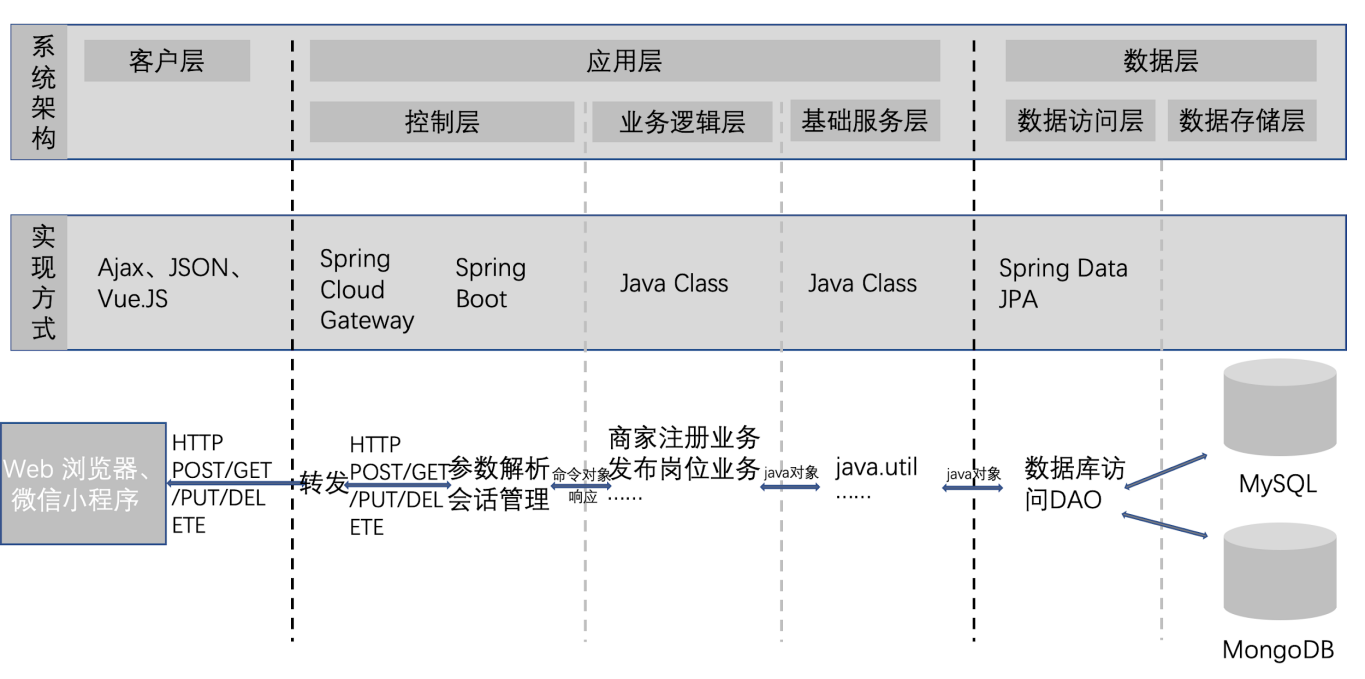 系
统
架
构
客户层
应用层
数据层
控制层
业务逻辑层
基础服务层
数据访问层
数据存储层
实
现
方
式
Ajax、JSON、
Vue.JS
Spring
Cloud
Gateway
Spring
Boot
Java Class
Java Class
Spring Data
JPA
Web 浏览器、
微信小程序
HTTP
POST/GET
/PUT/DEL
ETE
转发
HTTP
POST/GET
/PUT/DEL
ETE
参数解析
会话管理
命令对象
响应
商家注册业务
发布岗位业务
......
java对象
java.util
......
java对象
数据库访
问DAO
MySQL
MongoDB